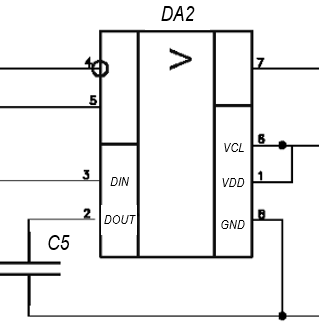 DA2
>
4
7
5
VCL 6
3 DIN
VDD 1
2 DOUT
GND 8
C5